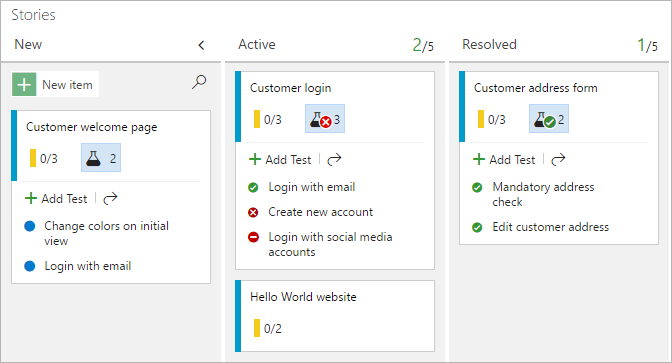 Stories
New
New item
Customer welcome page
0/3
2
Add Test
Change colors on initial
view
Login with email
Active
2/5
Customer login
0/3
3
Add Test
Login with email
Create new account
Login with social media
accounts
Hello World website
0/2
Resolved
1/5
Customer address form
0/3
2
Add Test
Mandatory address
check
Edit customer address